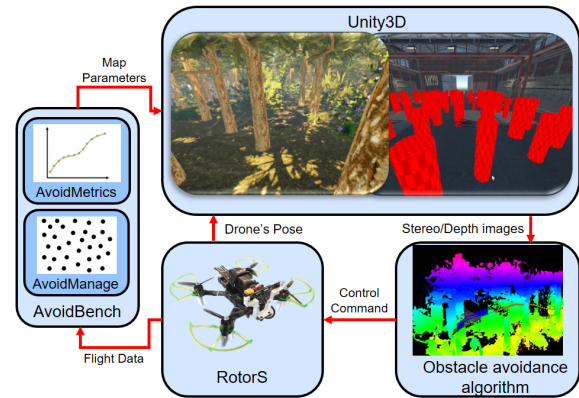 Unity3D
Map
Parameters
AvoidMetrics
AvoidManage
AvoidBench
Drone's Pose
Stereo/Depth images
Control
Command
Flight Data
RotorS
Obstacle avoidance
algorithm